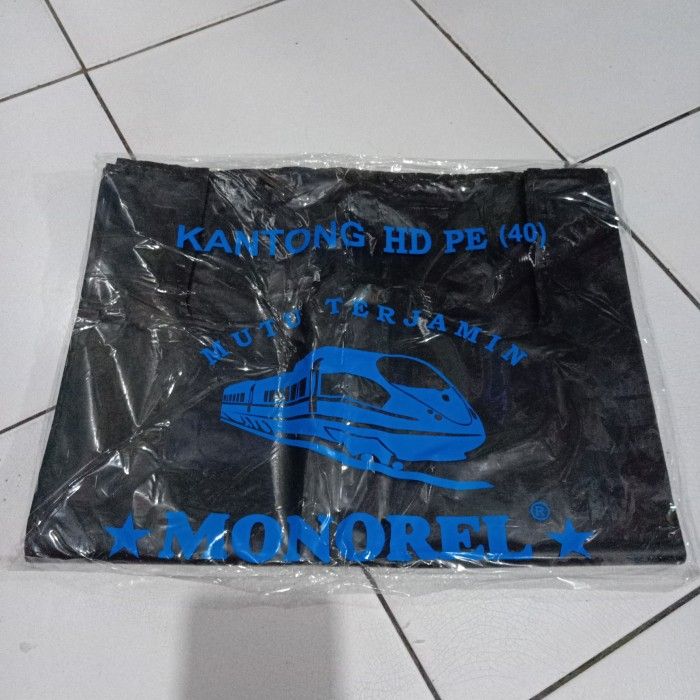 KANTONG HD PE (40)
MUTU TERJAMIN
★ MONOREL ® ★